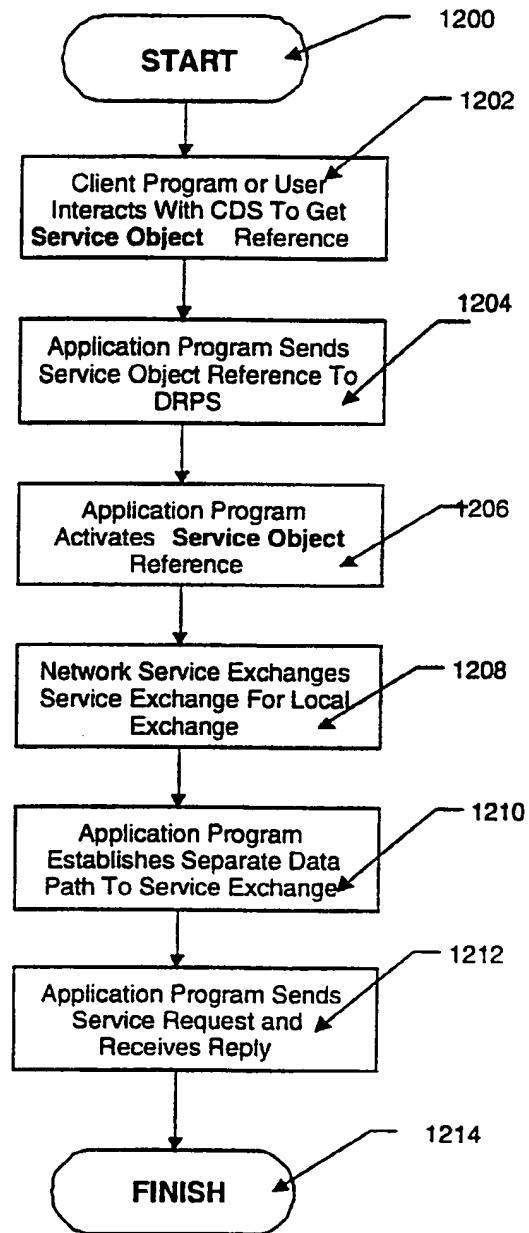 1200
START
1202
Client Program or User
Interacts With CDS To Get
Service Object Reference
1204
Application Program Sends
Service Object Reference To
DRPS
1206
Application Program
Activates Service Object
Reference
1208
Network Service Exchanges
Service Exchange For Local
Exchange
1210
Application Program
Establishes Separate Data
Path To Service Exchange
1212
Application Program Sends
Service Request and
Receives Reply
1214
FINISH